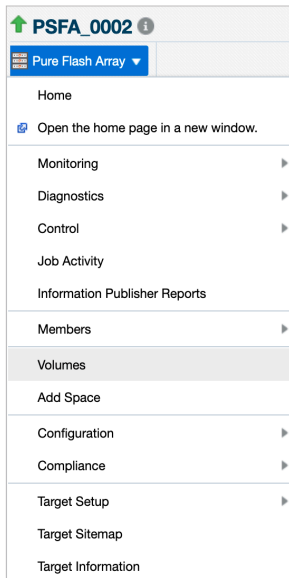 PSFA_0002
Pure Flash Array
Home
Open the home page in a new window.
Monitoring
Diagnostics
Control
Job Activity
Information Publisher Reports
Members
Volumes
Add Space
Configuration
Compliance
Target Setup
Target Sitemap
Target Information